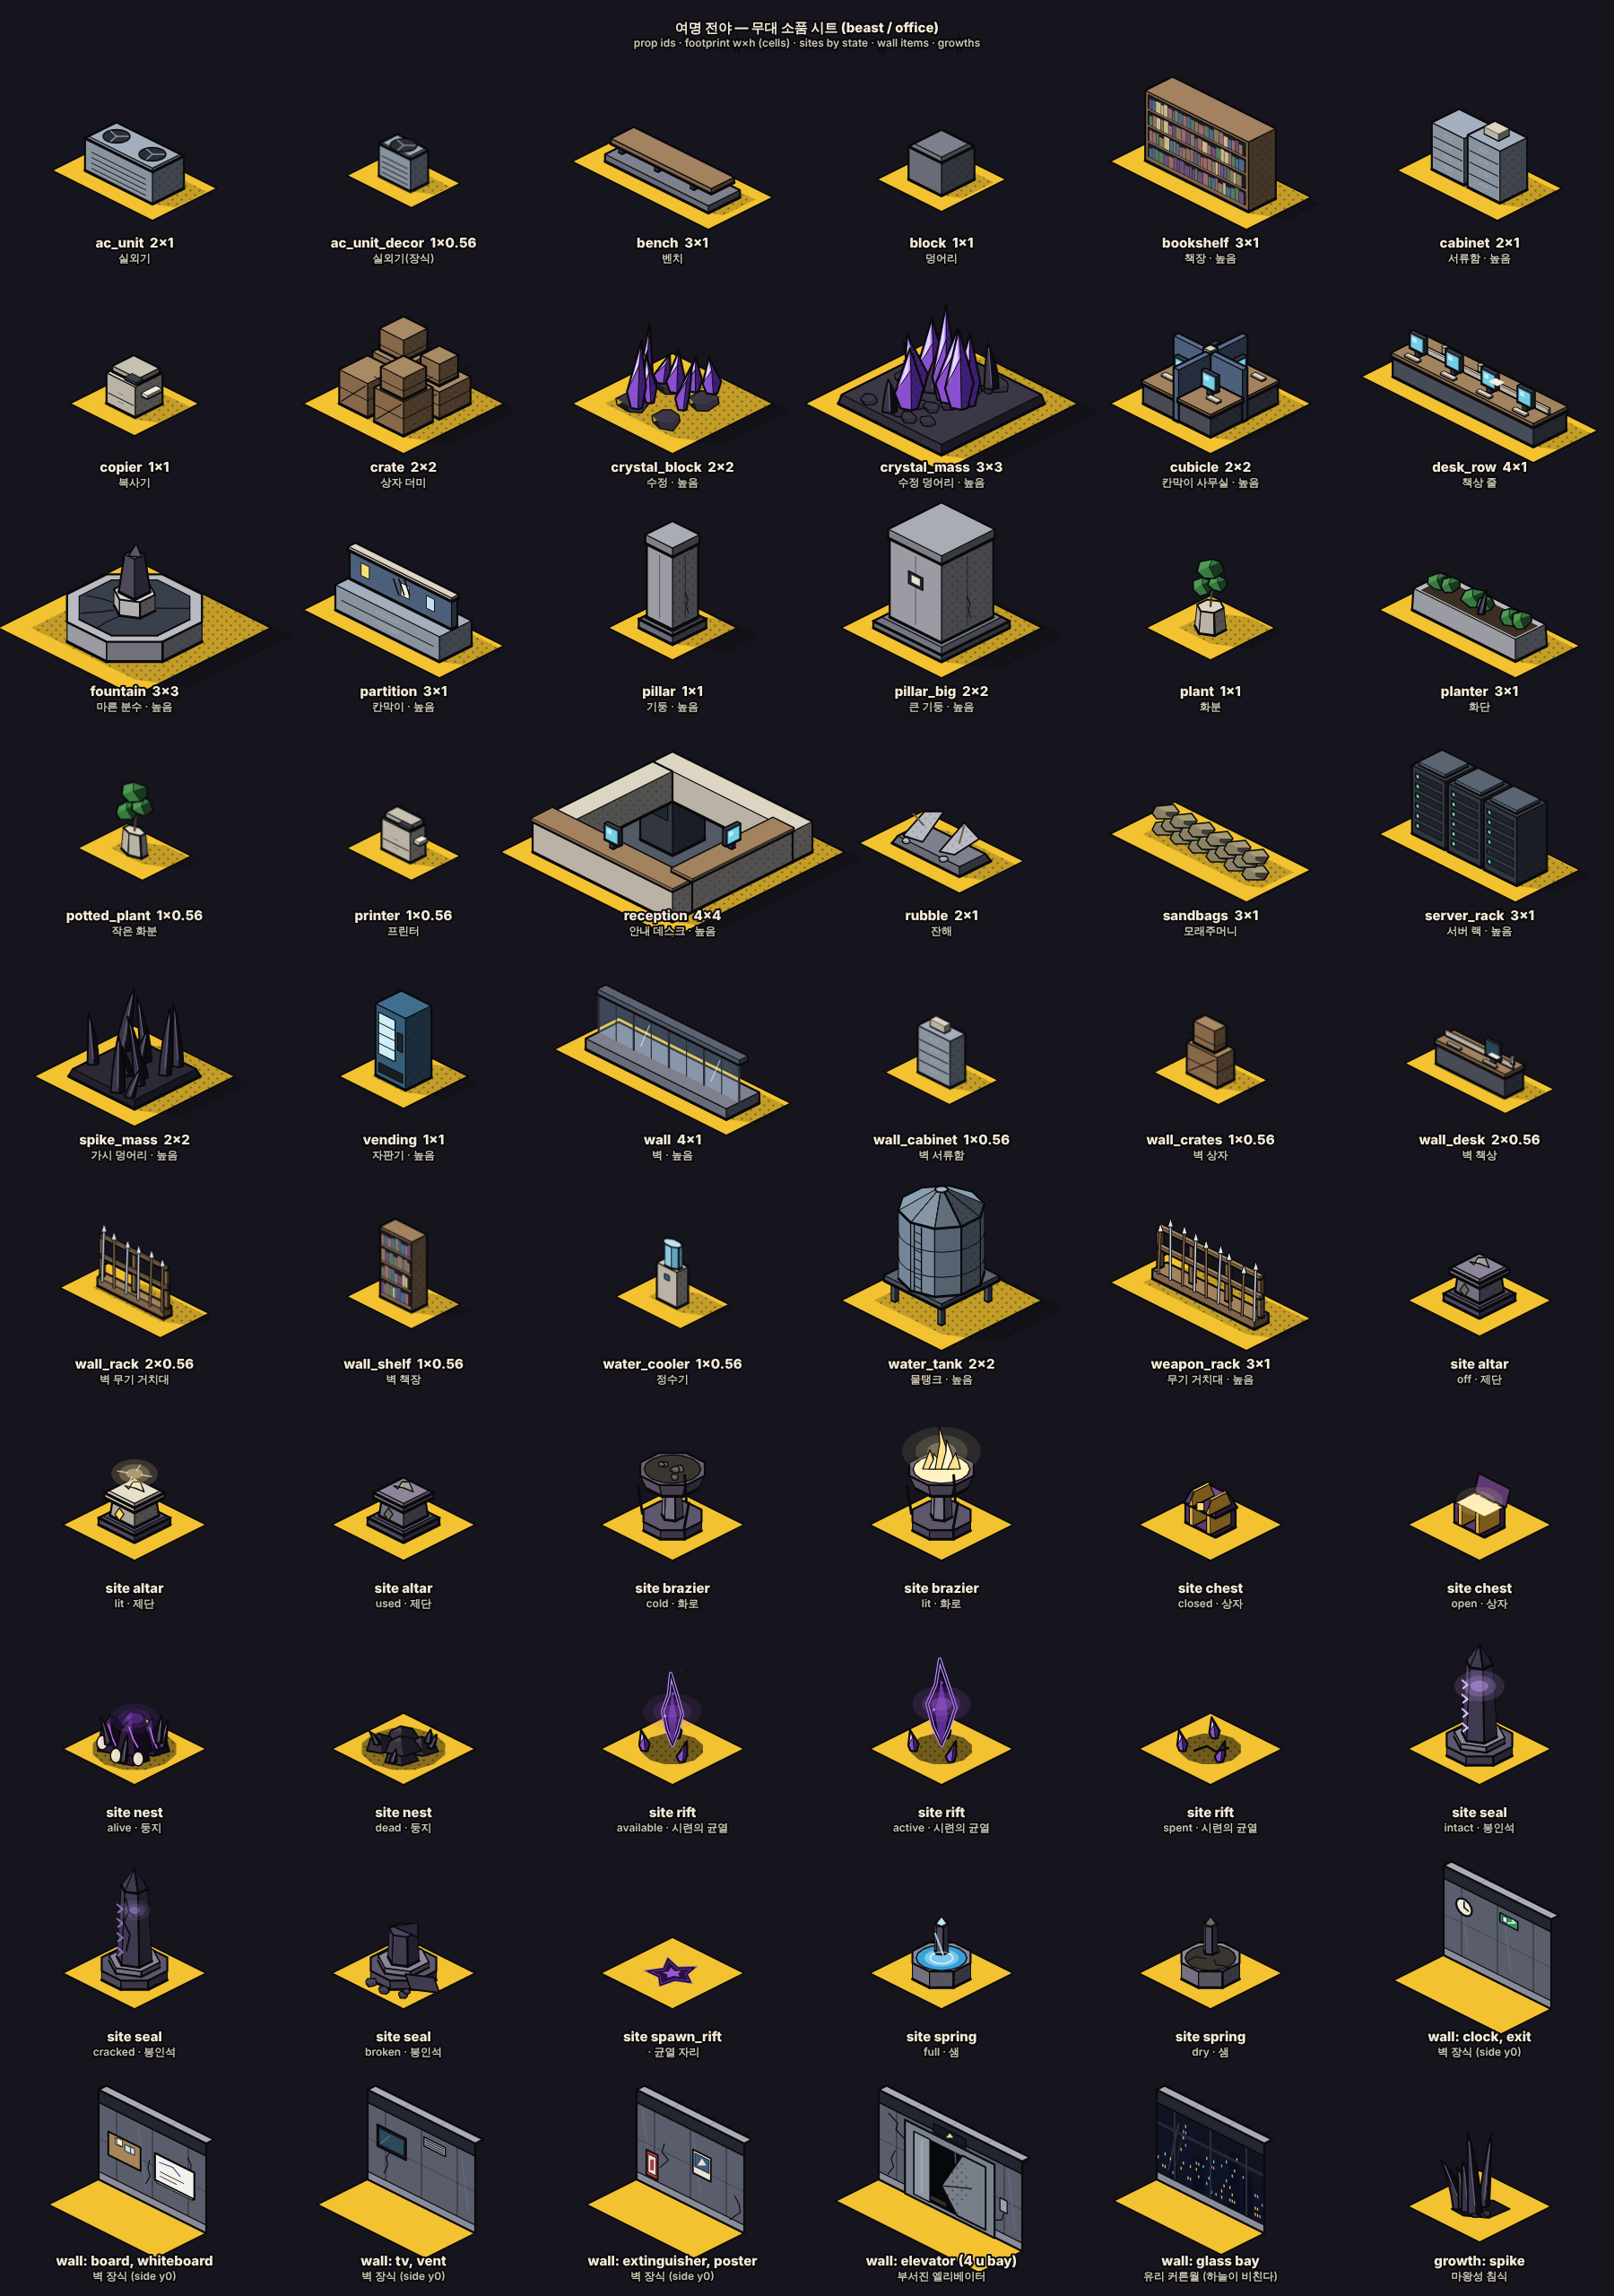 여명 전야 — 무대 소품 시트 (beast / office)
prop ids · footprint w×h (cells) · sites by state · wall items · growths
ac_unit 2×1
실외기
ac_unit_decor 1×0.56
실외기(장식)
bench 3×1
벤치
block 1×1
덩어리
bookshelf 3×1
책장 · 높음
cabinet 2×1
서류함 · 높음
copier 1×1
복사기
crate 2×2
상자 더미
crystal_block 2×2
수정 · 높음
crystal_mass 3×3
수정 덩어리 · 높음
cubicle 2×2
칸막이 사무실 · 높음
desk_row 4×1
책상 줄
fountain 3×3
마른 분수 · 높음
partition 3×1
칸막이 · 높음
pillar 1×1
기둥 · 높음
pillar_big 2×2
큰 기둥 · 높음
plant 1×1
화분
planter 3×1
화단
potted_plant 1×0.56
작은 화분
printer 1×0.56
프린터
reception 4×4
안내 데스크 · 높음
rubble 2×1
잔해
sandbags 3×1
모래주머니
server_rack 3×1
서버 랙 · 높음
spike_mass 2×2
가시 덩어리 · 높음
vending 1×1
자판기 · 높음
wall 4×1
벽 · 높음
wall_cabinet 1×0.56
벽 서류함
wall_crates 1×0.56
벽 상자
wall_desk 2×0.56
벽 책상
wall_rack 2×0.56
벽 무기 거치대
wall_shelf 1×0.56
벽 책장
water_cooler 1×0.56
정수기
water_tank 2×2
물탱크 · 높음
weapon_rack 3×1
무기 거치대 · 높음
site altar
off · 제단
site altar
lit · 제단
site altar
used · 제단
site brazier
cold · 화로
site brazier
lit · 화로
site chest
closed · 상자
site chest
open · 상자
site nest
alive · 둥지
site nest
dead · 둥지
site rift
available · 시련의 균열
site rift
active · 시련의 균열
site rift
spent · 시련의 균열
site seal
intact · 봉인석
site seal
cracked · 봉인석
site seal
broken · 봉인석
site spawn_rift
· 균열 자리
site spring
full · 샘
site spring
dry · 샘
wall: clock, exit
벽 장식 (side y0)
wall: board, whiteboard
벽 장식 (side y0)
wall: tv, vent
벽 장식 (side y0)
wall: extinguisher, poster
벽 장식 (side y0)
wall: elevator (4 u bay)
부서진 엘리베이터
wall: glass bay
유리 커튼월 (하늘이 비친다)
growth: spike
마왕성 침식